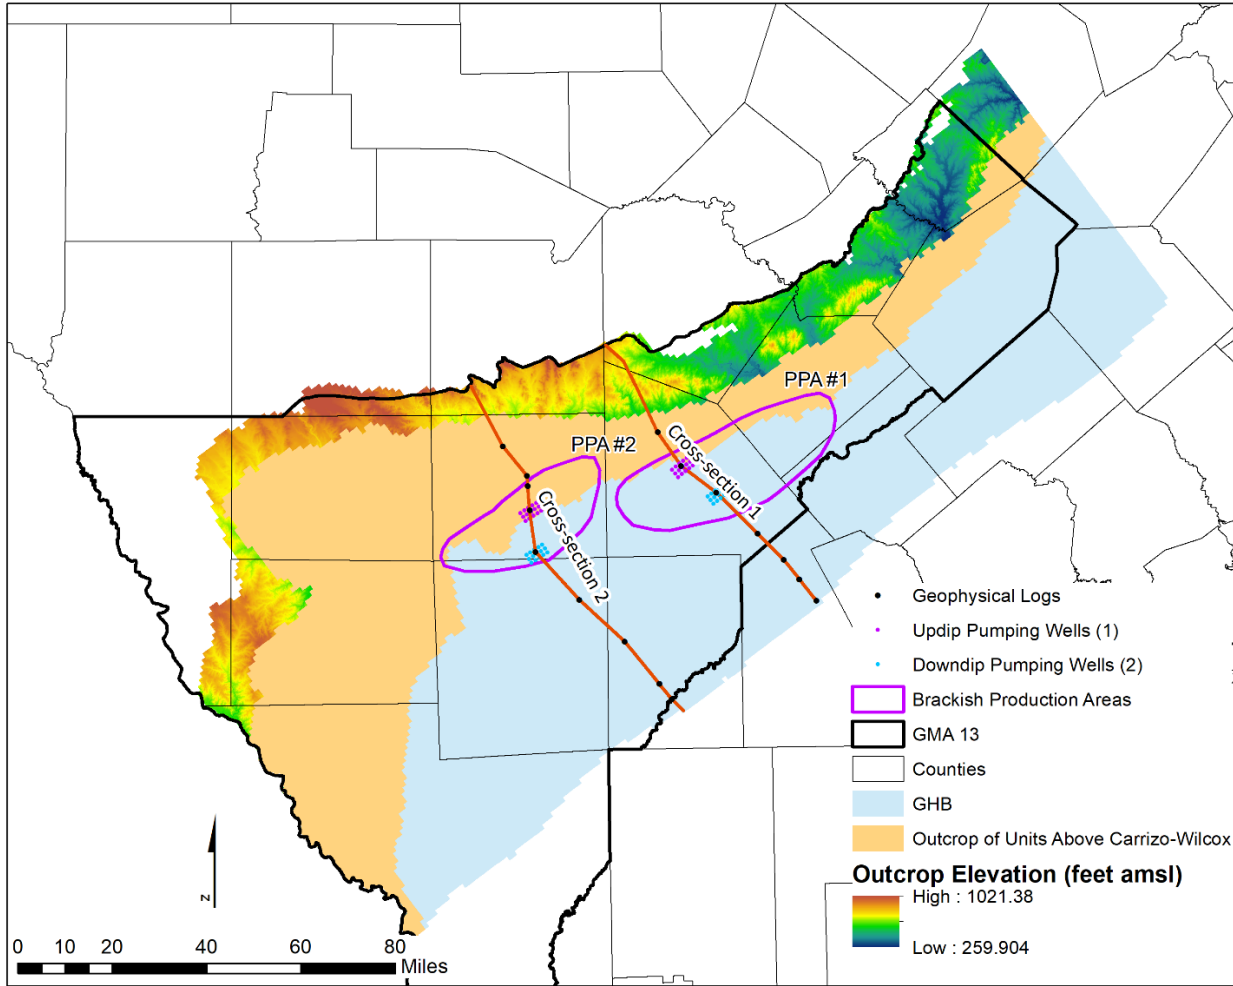 PPA #1
PPA #2
Cross-section 1
Cross-section 2
Geophysical Logs
Updip Pumping Wells (1)
Downdip Pumping Wells (2)
Brackish Production Areas
GMA 13
Counties
GHB
Outcrop of Units Above Carrizo-Wilcox
Outcrop Elevation (feet amsl)
High : 1021.38
Low : 259.904
N
0 10 20 40 60 80
Miles